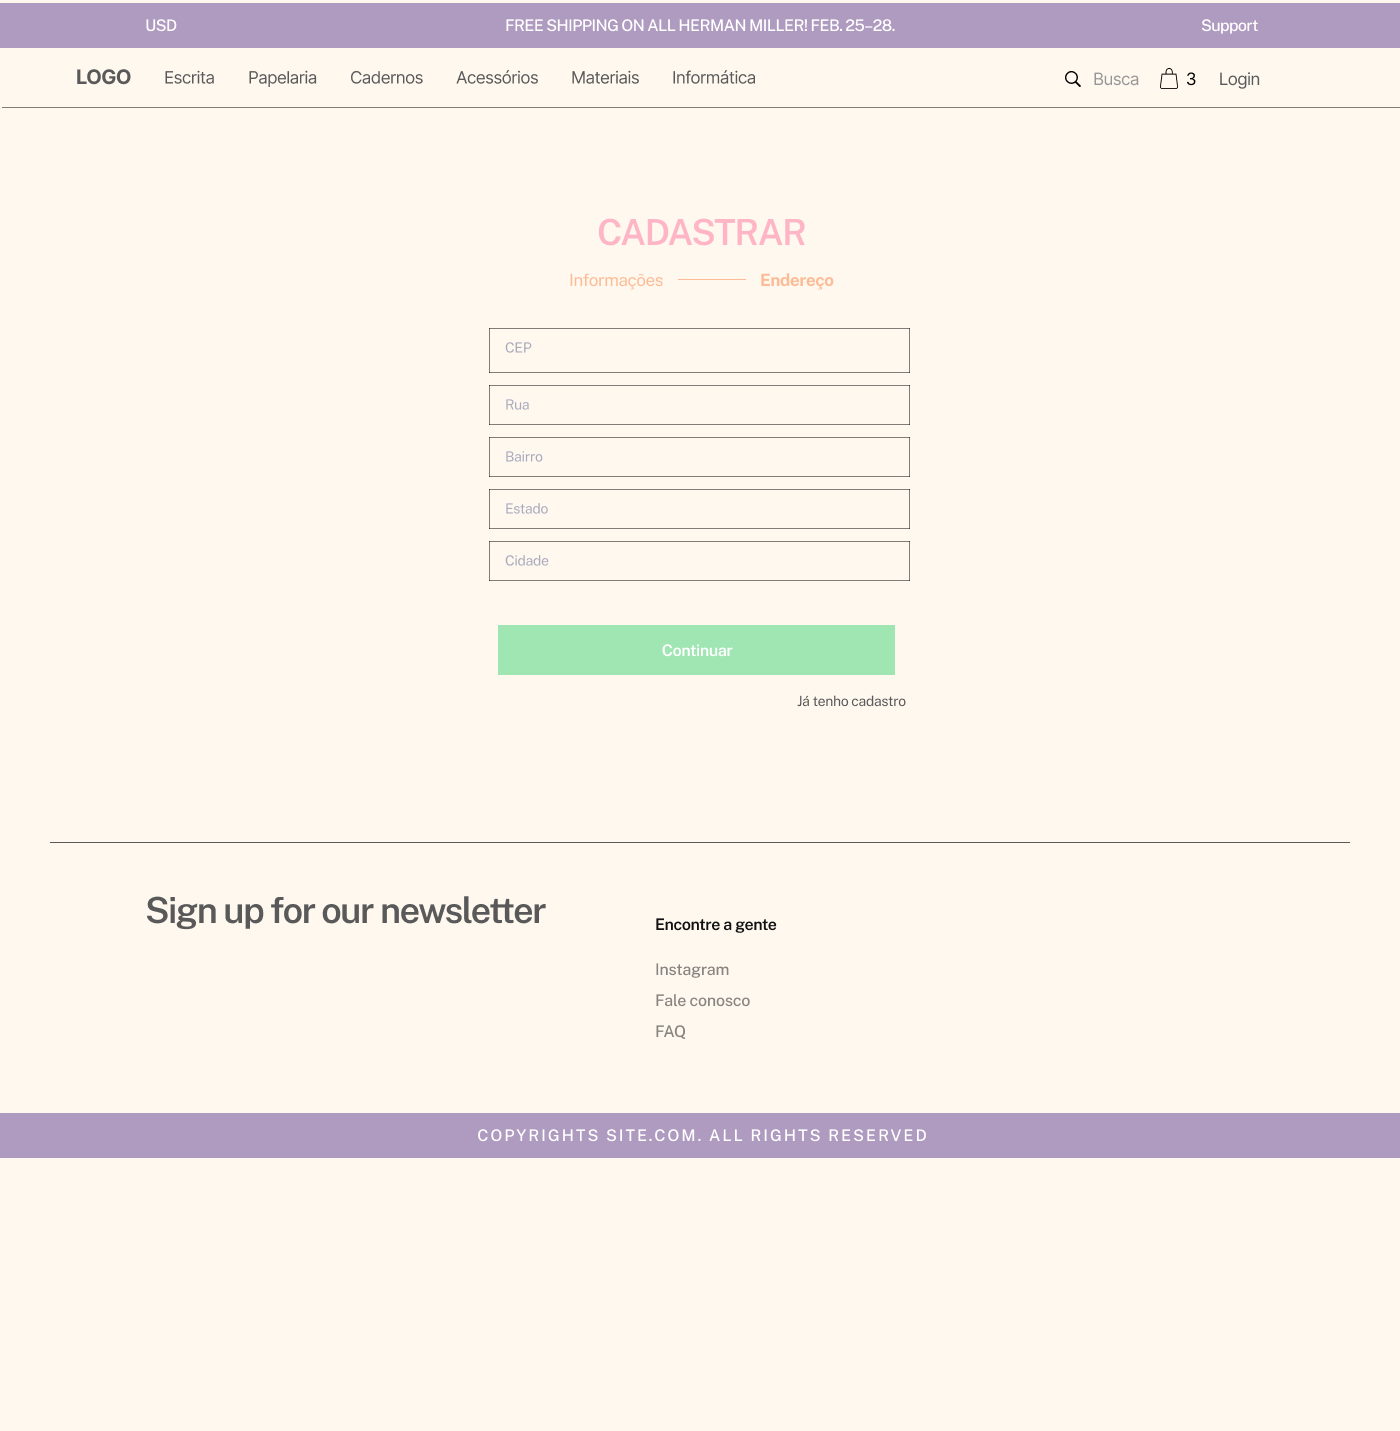 USD FREE SHIPPING ON ALL HERMAN MILLER! FEB. 25–28. Support
LOGO Escrita Papelaria Cadernos Acessórios Materiais Informática Busca 3 Login
CADASTRAR
Informações Endereço
CEP
Rua
Bairro
Estado
Cidade
Continuar
Já tenho cadastro
Sign up for our newsletter
Encontre a gente
Instagram
Fale conosco
FAQ
COPYRIGHTS SITE.COM. ALL RIGHTS RESERVED